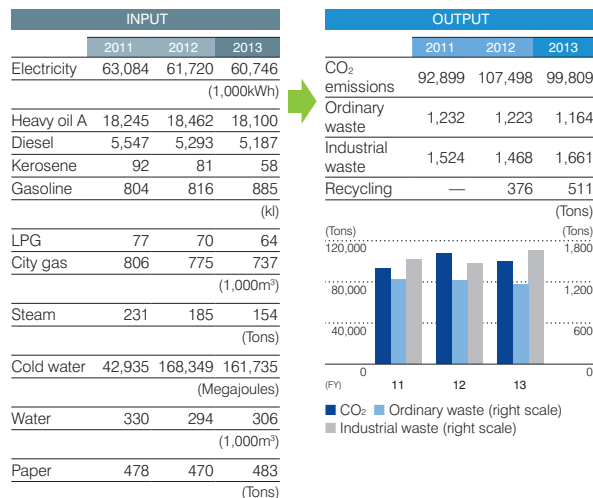 INPUT
2011 2012 2013
Electricity 63,084 61,720 60,746
(1,000kWh)
Heavy oil A 18,245 18,462 18,100
Diesel 5,547 5,293 5,187
Kerosene 92 81 58
Gasoline 804 816 885
(kl)
LPG 77 70 64
City gas 806 775 737
(1,000m³)
Steam 231 185 154
(Tons)
Cold water 42,935 168,349 161,735
(Megajoules)
Water 330 294 306
(1,000m³)
Paper 478 470 483
(Tons)
OUTPUT
2011 2012 2013
CO₂
emissions 92,899 107,498 99,809
Ordinary
waste 1,232 1,223 1,164
Industrial
waste 1,524 1,468 1,661
Recycling — 376 511
(Tons)
(Tons) (Tons)
120,000 1,800
80,000 1,200
40,000 600
0 0
(FY) 11 12 13
CO₂ Ordinary waste (right scale)
Industrial waste (right scale)